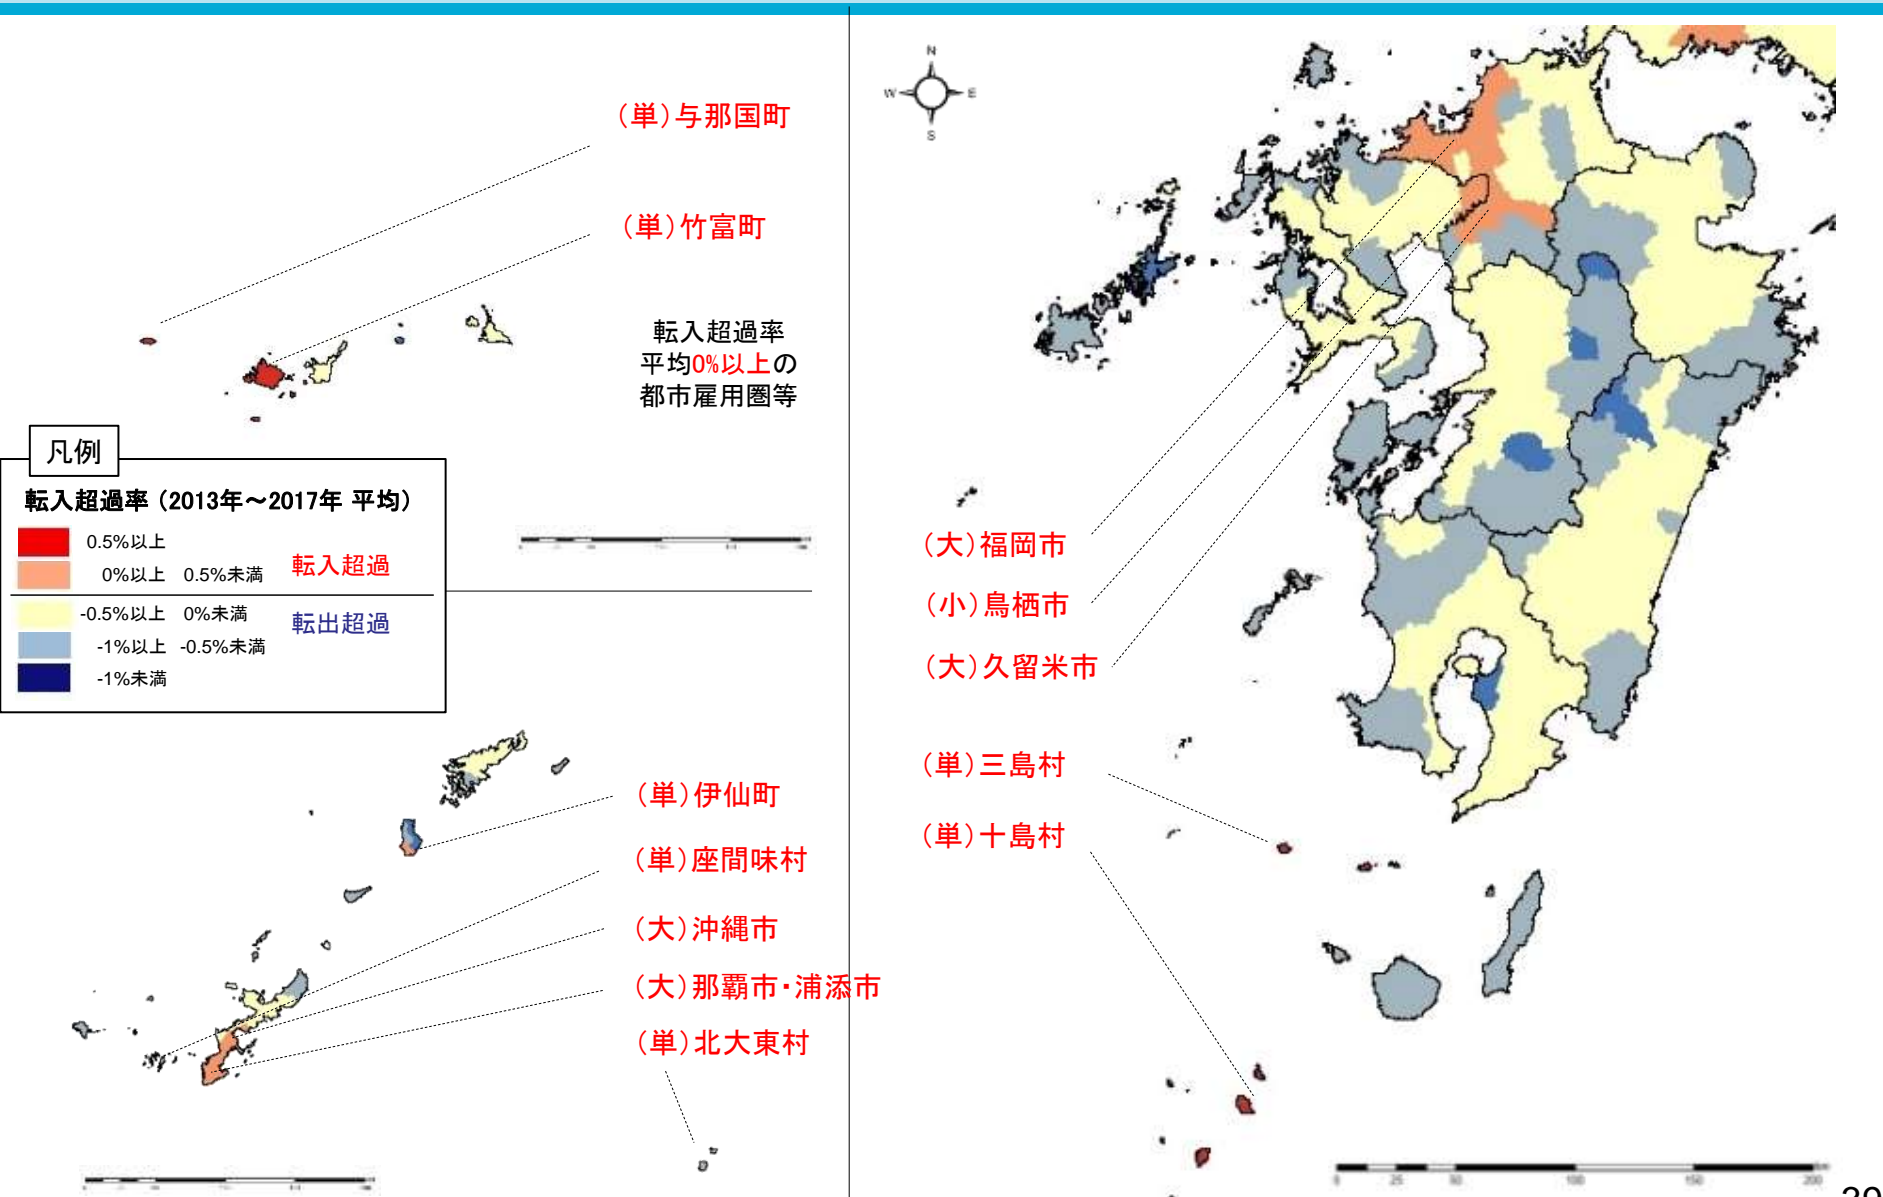 (単)与那国町
(単)竹富町
転入超過率
平均0%以上の
都市雇用圏等
凡例
転入超過率(2013年～2017年 平均)
0.5%以上
0%以上 0.5%未満
転入超過
-0.5%以上 0%未満
転出超過
-1%以上 -0.5%未満
-1%未満
(単)伊仙町
(単)座間味村
(大)沖縄市
(大)那覇市・浦添市
(単)北大東村
N
W
E
S
(大)福岡市
(小)鳥栖市
(大)久留米市
(単)三島村
(単)十島村
0 25 50 100 150 200